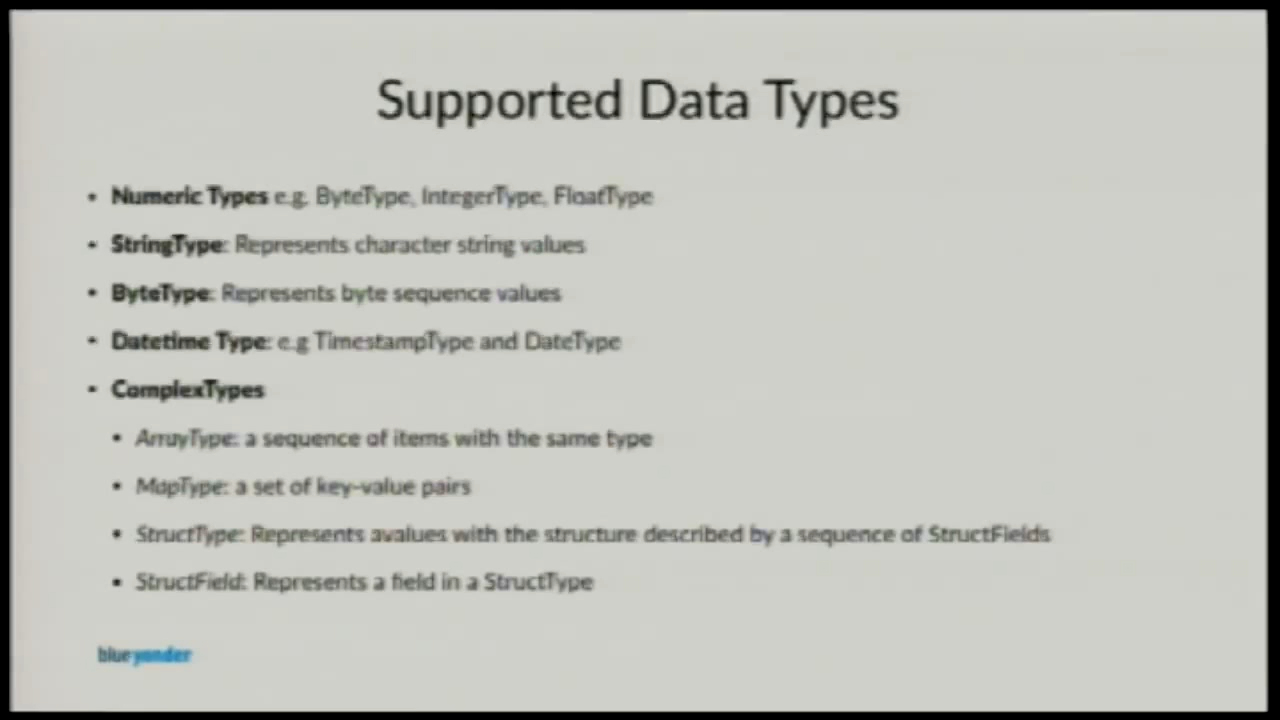 Supported Data Types
• Numeric Types e.g. ByteType, IntegerType, FloatType
• StringType: Represents character string values
• ByteType: Represents byte sequence values
• Datetime Type: e.g TimestampType and DateType
• ComplexTypes
• ArrayType: a sequence of items with the same type
• MapType: a set of key-value pairs
• StructType: Represents avalues with the structure described by a sequence of StructFields
• StructField: Represents a field in a StructType
blueyonder